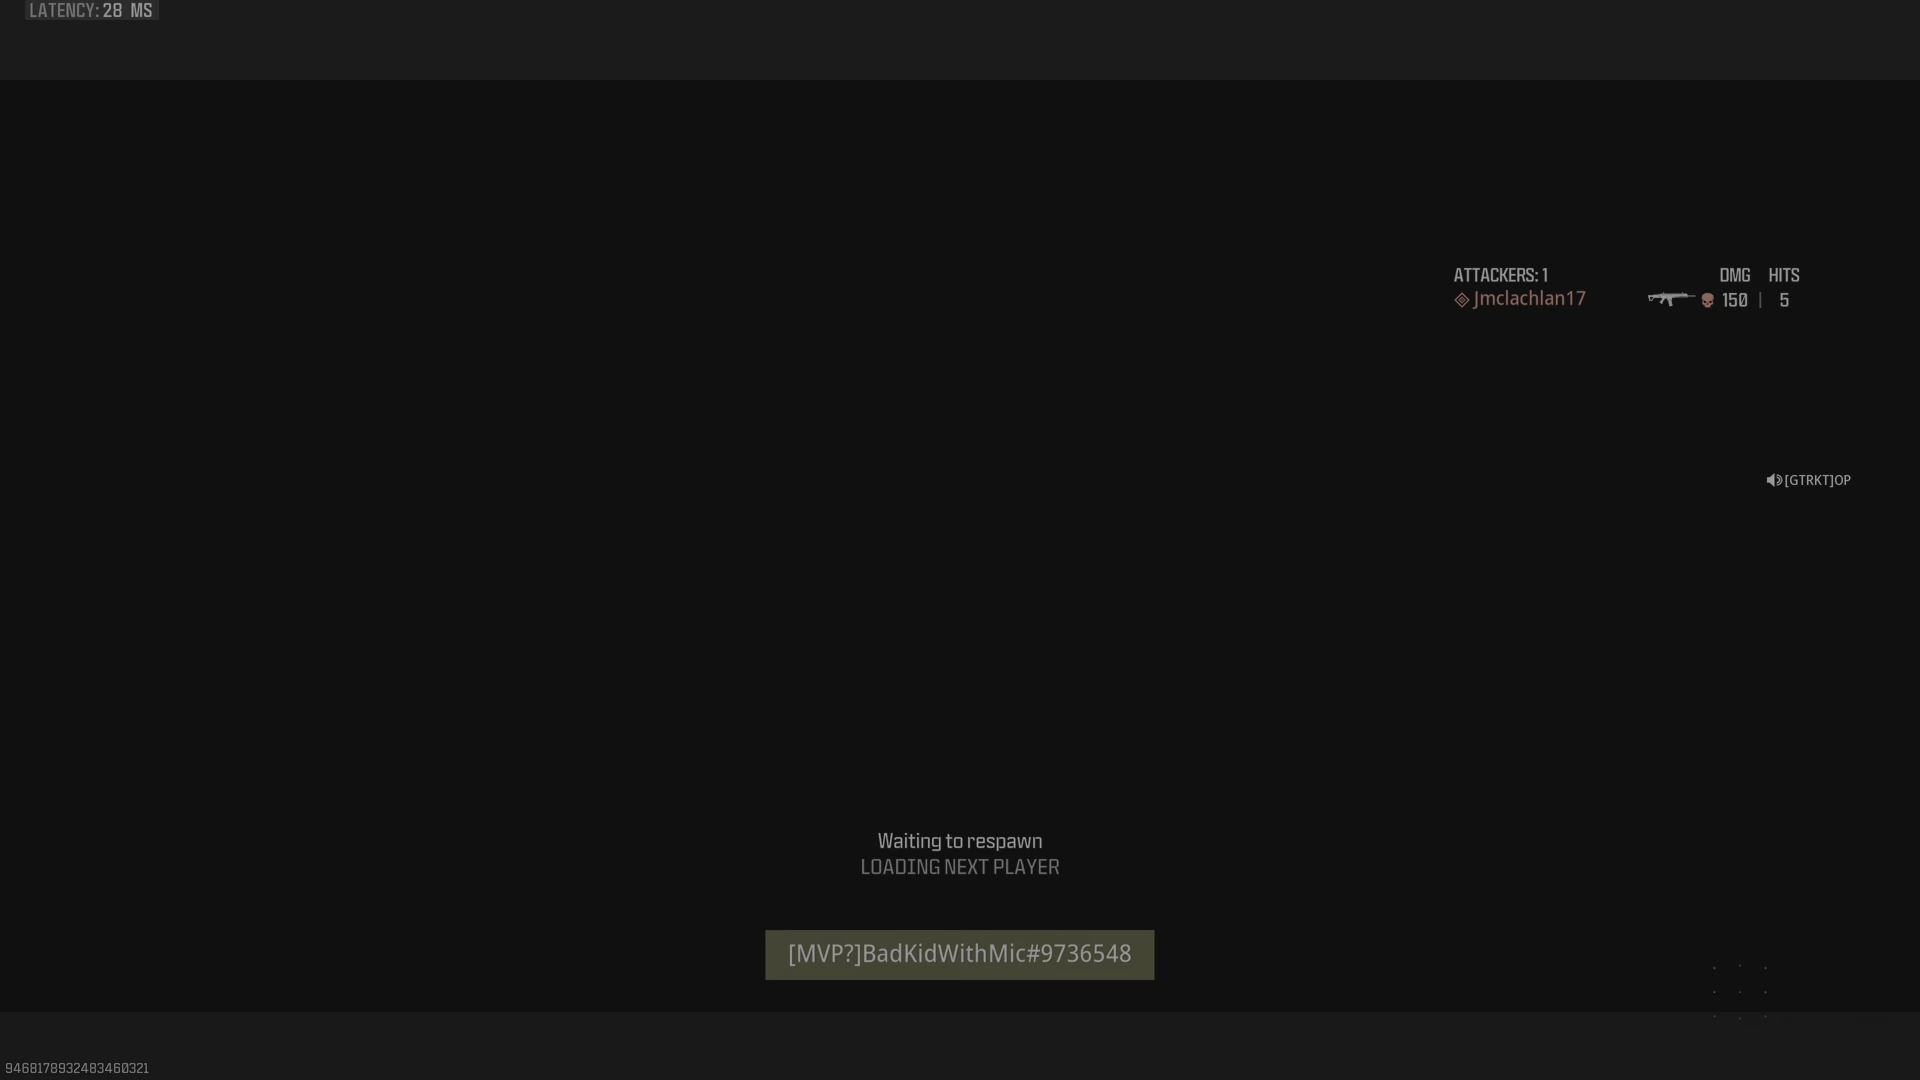 LATENCY: 28 MS
ATTACKERS: 1 DMG HITS
Jmclachlan17 150 | 5
[GTRKT]OP
Waiting to respawn
LOADING NEXT PLAYER
[MVP?]BadKidWithMic#9736548
9468178932483460321